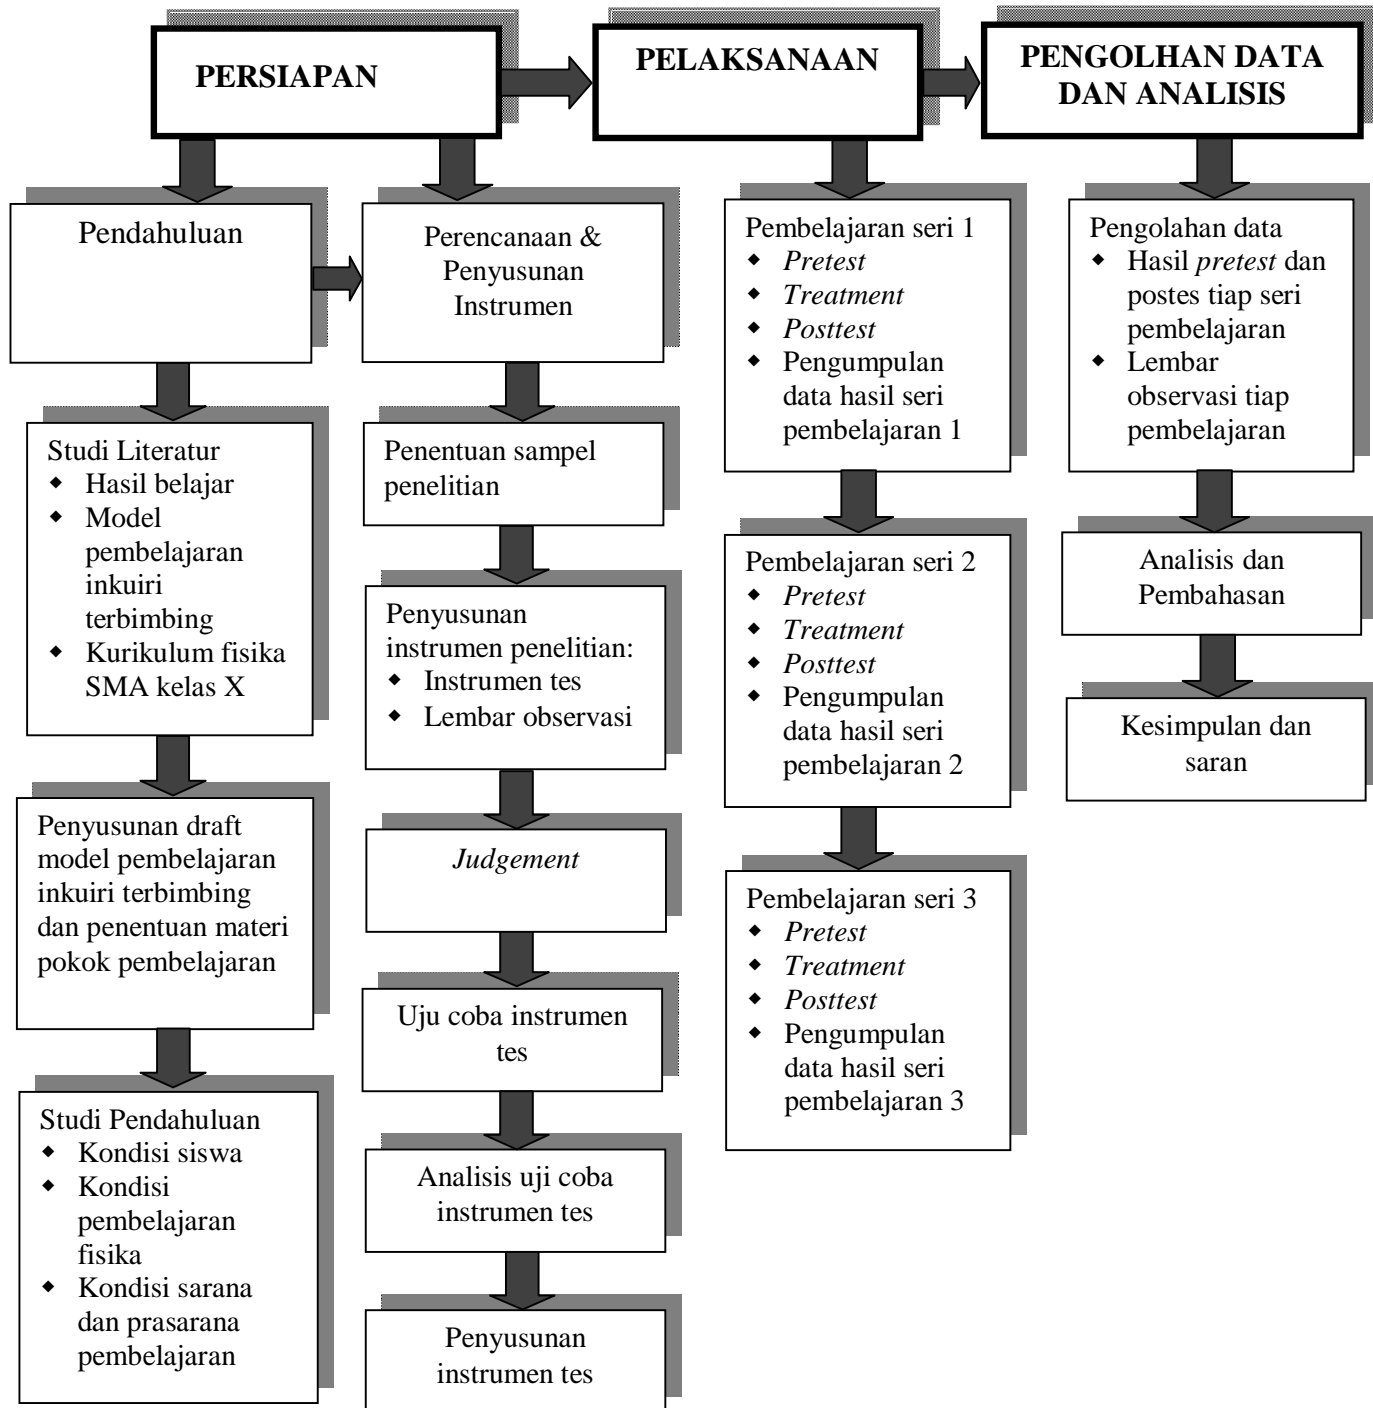 PERSIAPAN
PELAKSANAAN
PENGOLHAN DATA
DAN ANALISIS
Pendahuluan
Studi Literatur
◆ Hasil belajar
◆ Model
pembelajaran
inkuiri
terbimbing
◆ Kurikulum fisika
SMA kelas X
Penyusunan draft
model pembelajaran
inkuiri terbimbing
dan penentuan materi
pokok pembelajaran
Studi Pendahuluan
◆ Kondisi siswa
◆ Kondisi
pembelajaran
fisika
◆ Kondisi sarana
dan prasarana
pembelajaran
Perencanaan &
Penyusunan
Instrumen
Penentuan sampel
penelitian
Penyusunan
instrumen penelitian:
◆ Instrumen tes
◆ Lembar observasi
Judgement
Uju coba instrumen
tes
Analisis uji coba
instrumen tes
Penyusunan
instrumen tes
Pembelajaran seri 1
◆ Pretest
◆ Treatment
◆ Posttest
◆ Pengumpulan
data hasil seri
pembelajaran 1
Pembelajaran seri 2
◆ Pretest
◆ Treatment
◆ Posttest
◆ Pengumpulan
data hasil seri
pembelajaran 2
Pembelajaran seri 3
◆ Pretest
◆ Treatment
◆ Posttest
◆ Pengumpulan
data hasil seri
pembelajaran 3
Pengolahan data
◆ Hasil pretest dan
postes tiap seri
pembelajaran
◆ Lembar
observasi tiap
pembelajaran
Analisis dan
Pembahasan
Kesimpulan dan
saran